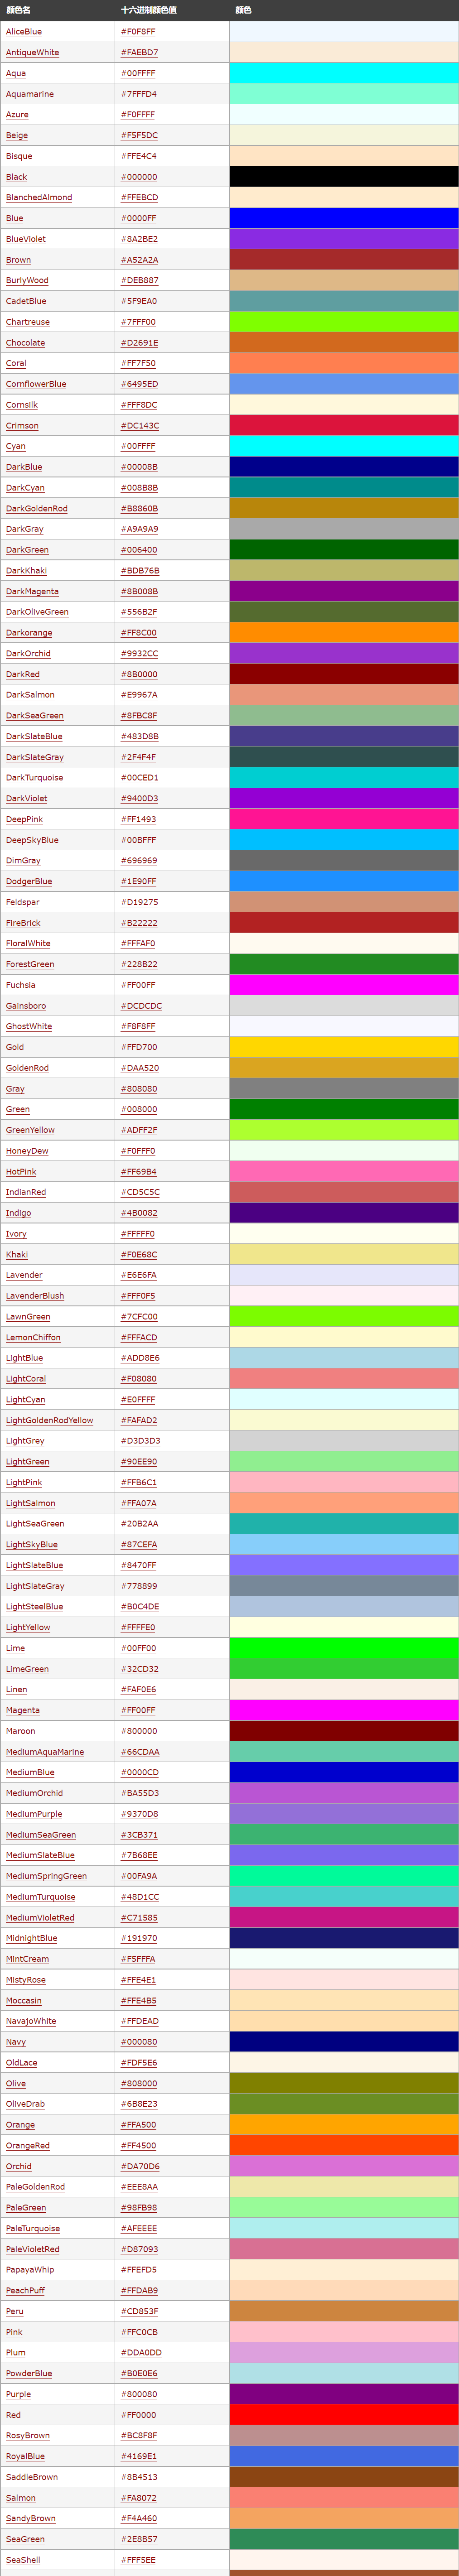 颜色名 十六进制颜色值 颜色
AliceBlue #F0F8FF
AntiqueWhite #FAEBD7
Aqua #00FFFF
Aquamarine #7FFFD4
Azure #F0FFFF
Beige #F5F5DC
Bisque #FFE4C4
Black #000000
BlanchedAlmond #FFEBCD
Blue #0000FF
BlueViolet #8A2BE2
Brown #A52A2A
BurlyWood #DEB887
CadetBlue #5F9EA0
Chartreuse #7FFF00
Chocolate #D2691E
Coral #FF7F50
CornflowerBlue #6495ED
Cornsilk #FFF8DC
Crimson #DC143C
Cyan #00FFFF
DarkBlue #00008B
DarkCyan #008B8B
DarkGoldenRod #B8860B
DarkGray #A9A9A9
DarkGreen #006400
DarkKhaki #BDB76B
DarkMagenta #8B008B
DarkOliveGreen #556B2F
Darkorange #FF8C00
DarkOrchid #9932CC
DarkRed #8B0000
DarkSalmon #E9967A
DarkSeaGreen #8FBC8F
DarkSlateBlue #483D8B
DarkSlateGray #2F4F4F
DarkTurquoise #00CED1
DarkViolet #9400D3
DeepPink #FF1493
DeepSkyBlue #00BFFF
DimGray #696969
DodgerBlue #1E90FF
Feldspar #D19275
FireBrick #B22222
FloralWhite #FFFAF0
ForestGreen #228B22
Fuchsia #FF00FF
Gainsboro #DCDCDC
GhostWhite #F8F8FF
Gold #FFD700
GoldenRod #DAA520
Gray #808080
Green #008000
GreenYellow #ADFF2F
HoneyDew #F0FFF0
HotPink #FF69B4
IndianRed #CD5C5C
Indigo #4B0082
Ivory #FFFFF0
Khaki #F0E68C
Lavender #E6E6FA
LavenderBlush #FFF0F5
LawnGreen #7CFC00
LemonChiffon #FFFACD
LightBlue #ADD8E6
LightCoral #F08080
LightCyan #E0FFFF
LightGoldenRodYellow #FAFAD2
LightGrey #D3D3D3
LightGreen #90EE90
LightPink #FFB6C1
LightSalmon #FFA07A
LightSeaGreen #20B2AA
LightSkyBlue #87CEFA
LightSlateBlue #8470FF
LightSlateGray #778899
LightSteelBlue #B0C4DE
LightYellow #FFFFE0
Lime #00FF00
LimeGreen #32CD32
Linen #FAF0E6
Magenta #FF00FF
Maroon #800000
MediumAquaMarine #66CDAA
MediumBlue #0000CD
MediumOrchid #BA55D3
MediumPurple #9370D8
MediumSeaGreen #3CB371
MediumSlateBlue #7B68EE
MediumSpringGreen #00FA9A
MediumTurquoise #48D1CC
MediumVioletRed #C71585
MidnightBlue #191970
MintCream #F5FFFA
MistyRose #FFE4E1
Moccasin #FFE4B5
NavajoWhite #FFDEAD
Navy #000080
OldLace #FDF5E6
Olive #808000
OliveDrab #6B8E23
Orange #FFA500
OrangeRed #FF4500
Orchid #DA70D6
PaleGoldenRod #EEE8AA
PaleGreen #98FB98
PaleTurquoise #AFEEEE
PaleVioletRed #D87093
PapayaWhip #FFEFD5
PeachPuff #FFDAB9
Peru #CD853F
Pink #FFC0CB
Plum #DDA0DD
PowderBlue #B0E0E6
Purple #800080
Red #FF0000
RosyBrown #BC8F8F
RoyalBlue #4169E1
SaddleBrown #8B4513
Salmon #FA8072
SandyBrown #F4A460
SeaGreen #2E8B57
SeaShell #FFF5EE